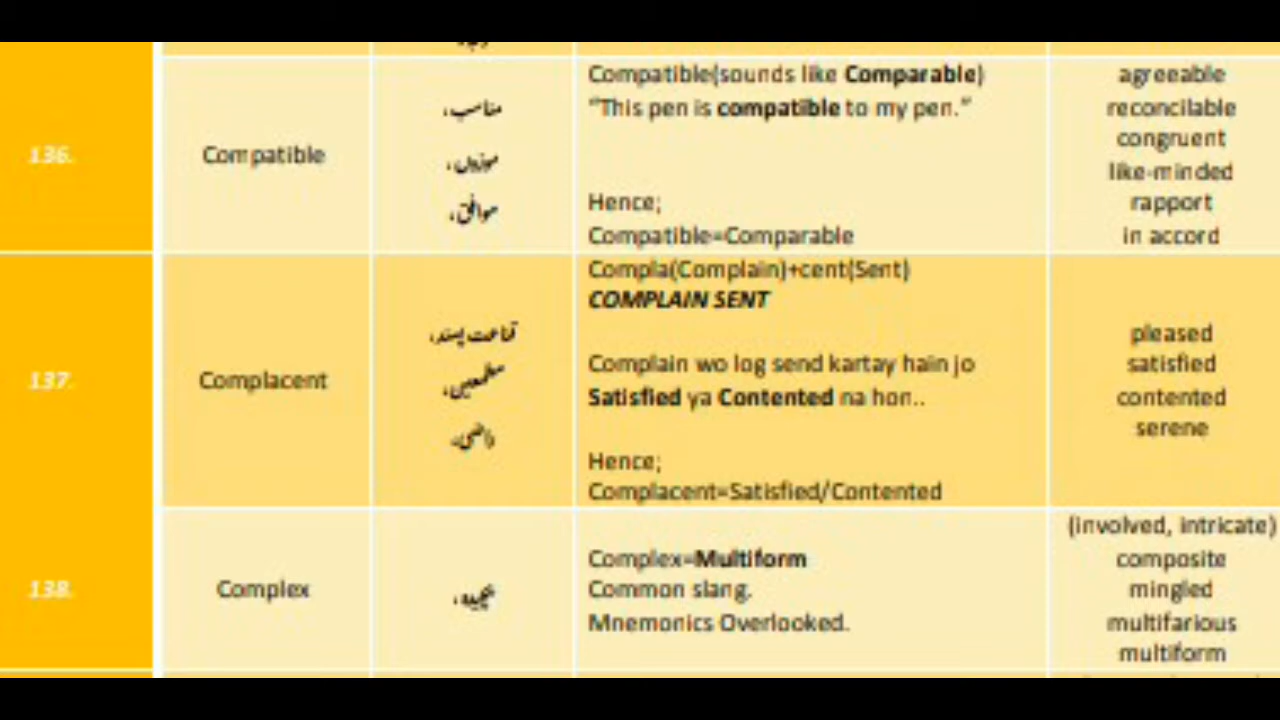 136.
Compatible
مناسب،
موزوں،
موافق،
Compatible(sounds like Comparable)
“This pen is compatible to my pen.”
Hence;
Compatible=Comparable
agreeable
reconcilable
congruent
like-minded
rapport
in accord
137.
Complacent
قناعت پسند،
مطمعین،
راضی،
Compla(Complain)+cent(Sent)
COMPLAIN SENT
Complain wo log send kartay hain jo
Satisfied ya Contented na hon..
Hence;
Complacent=Satisfied/Contented
pleased
satisfied
contented
serene
138.
Complex
پیچیدہ،
Complex=Multiform
Common slang.
Mnemonics Overlooked.
(involved, intricate)
composite
mingled
multifarious
multiform